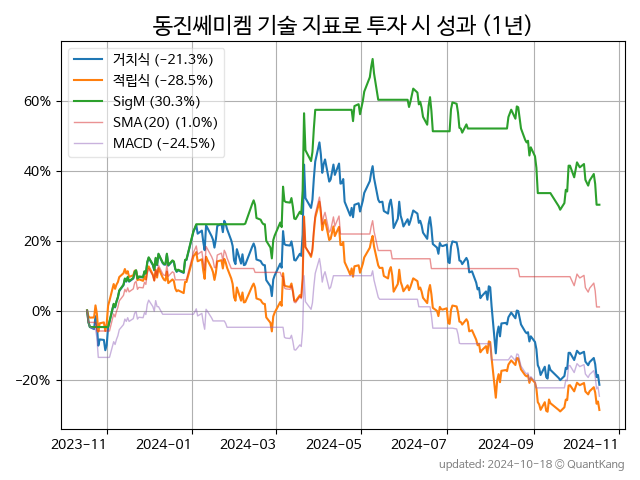 동진쎄미켐 기술 지표로 투자 시 성과 (1년)
거치식 (−21.3%)
적립식 (−28.5%)
SigM (30.3%)
SMA(20) (1.0%)
MACD (−24.5%)
60%
40%
20%
0%
−20%
2023−11 2024−01 2024−03 2024−05 2024−07 2024−09 2024−11
updated: 2024-10-18 © QuantKang